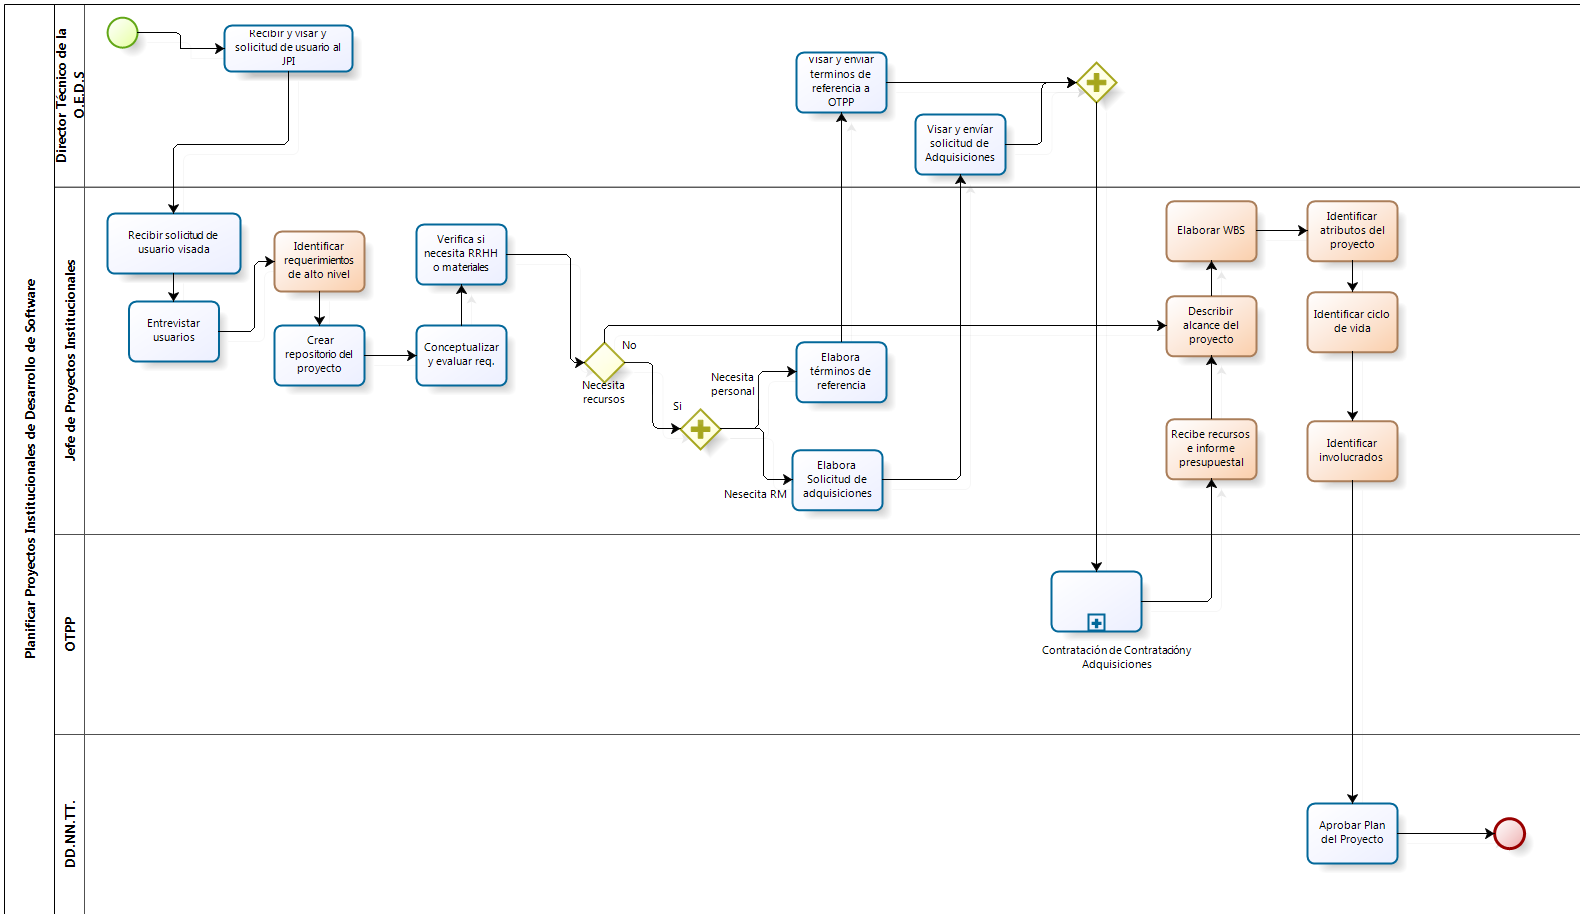 Planificar Proyectos Institucionales de Desarrollo de Software
Director Técnico de la
O.E.D.S
Recibir y visar y
solicitud de usuario al
JPI
Visar y enviar
terminos de
referencia a
OTPP
Visar y envíar
solicitud de
Adquisiciones
Jefe de Proyectos Institucionales
Recibir solicitud de
usuario visada
Entrevistar
usuarios
Identificar
requerimientos
de alto nivel
Crear
repositorio del
proyecto
Verifica si
necesita RRHH
o materiales
Conceptualizar
y evaluar req.
No
Necesita
recursos
Si
Necesita
personal
Nesecita RM
Elabora
términos de
referencia
Elabora
Solicitud de
adquisiciones
Elaborar WBS
Describir
alcance del
proyecto
Recibe recursos
e informe
presupuestal
Identificar
atributos del
proyecto
Identificar ciclo
de vida
Identificar
involucrados
OTPP
Contratación de Contratacióny
Adquisiciones
DD.NN.TT.
Aprobar Plan
del Proyecto